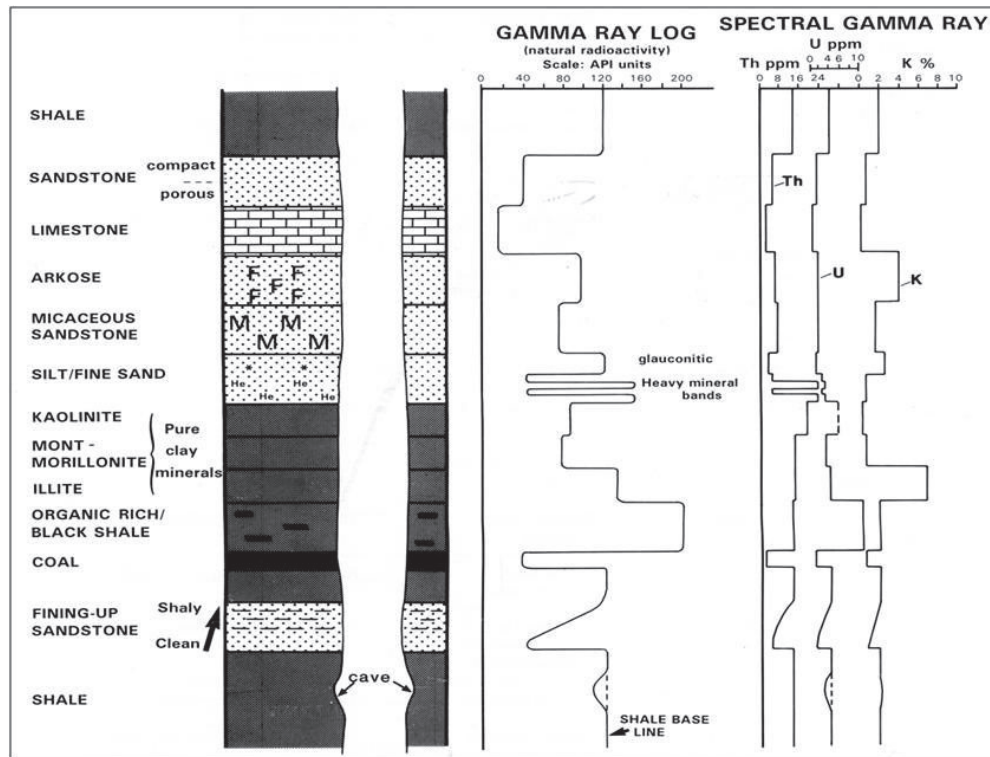 GAMMA RAY LOG
(natural radioactivity)
Scale: API units
0 40 80 120 160 200
SPECTRAL GAMMA RAY
U ppm
Th ppm
K %
0 4 6 10
0 8 16 24
0 2 4 6 8 10
SHALE
SANDSTONE
compact
porous
LIMESTONE
ARKOSE
F F
F
F F
MICACEOUS
SANDSTONE
M M
M M
SILT/FINE SAND
He He
He He
KAOLINITE
MONT-
MORILLONITE
ILLITE
Pure
clay
minerals
ORGANIC RICH/
BLACK SHALE
COAL
FINING-UP
SANDSTONE
Shaly
Clean
SHALE
cave
Th
U
K
glauconitic
Heavy mineral
bands
SHALE BASE
LINE